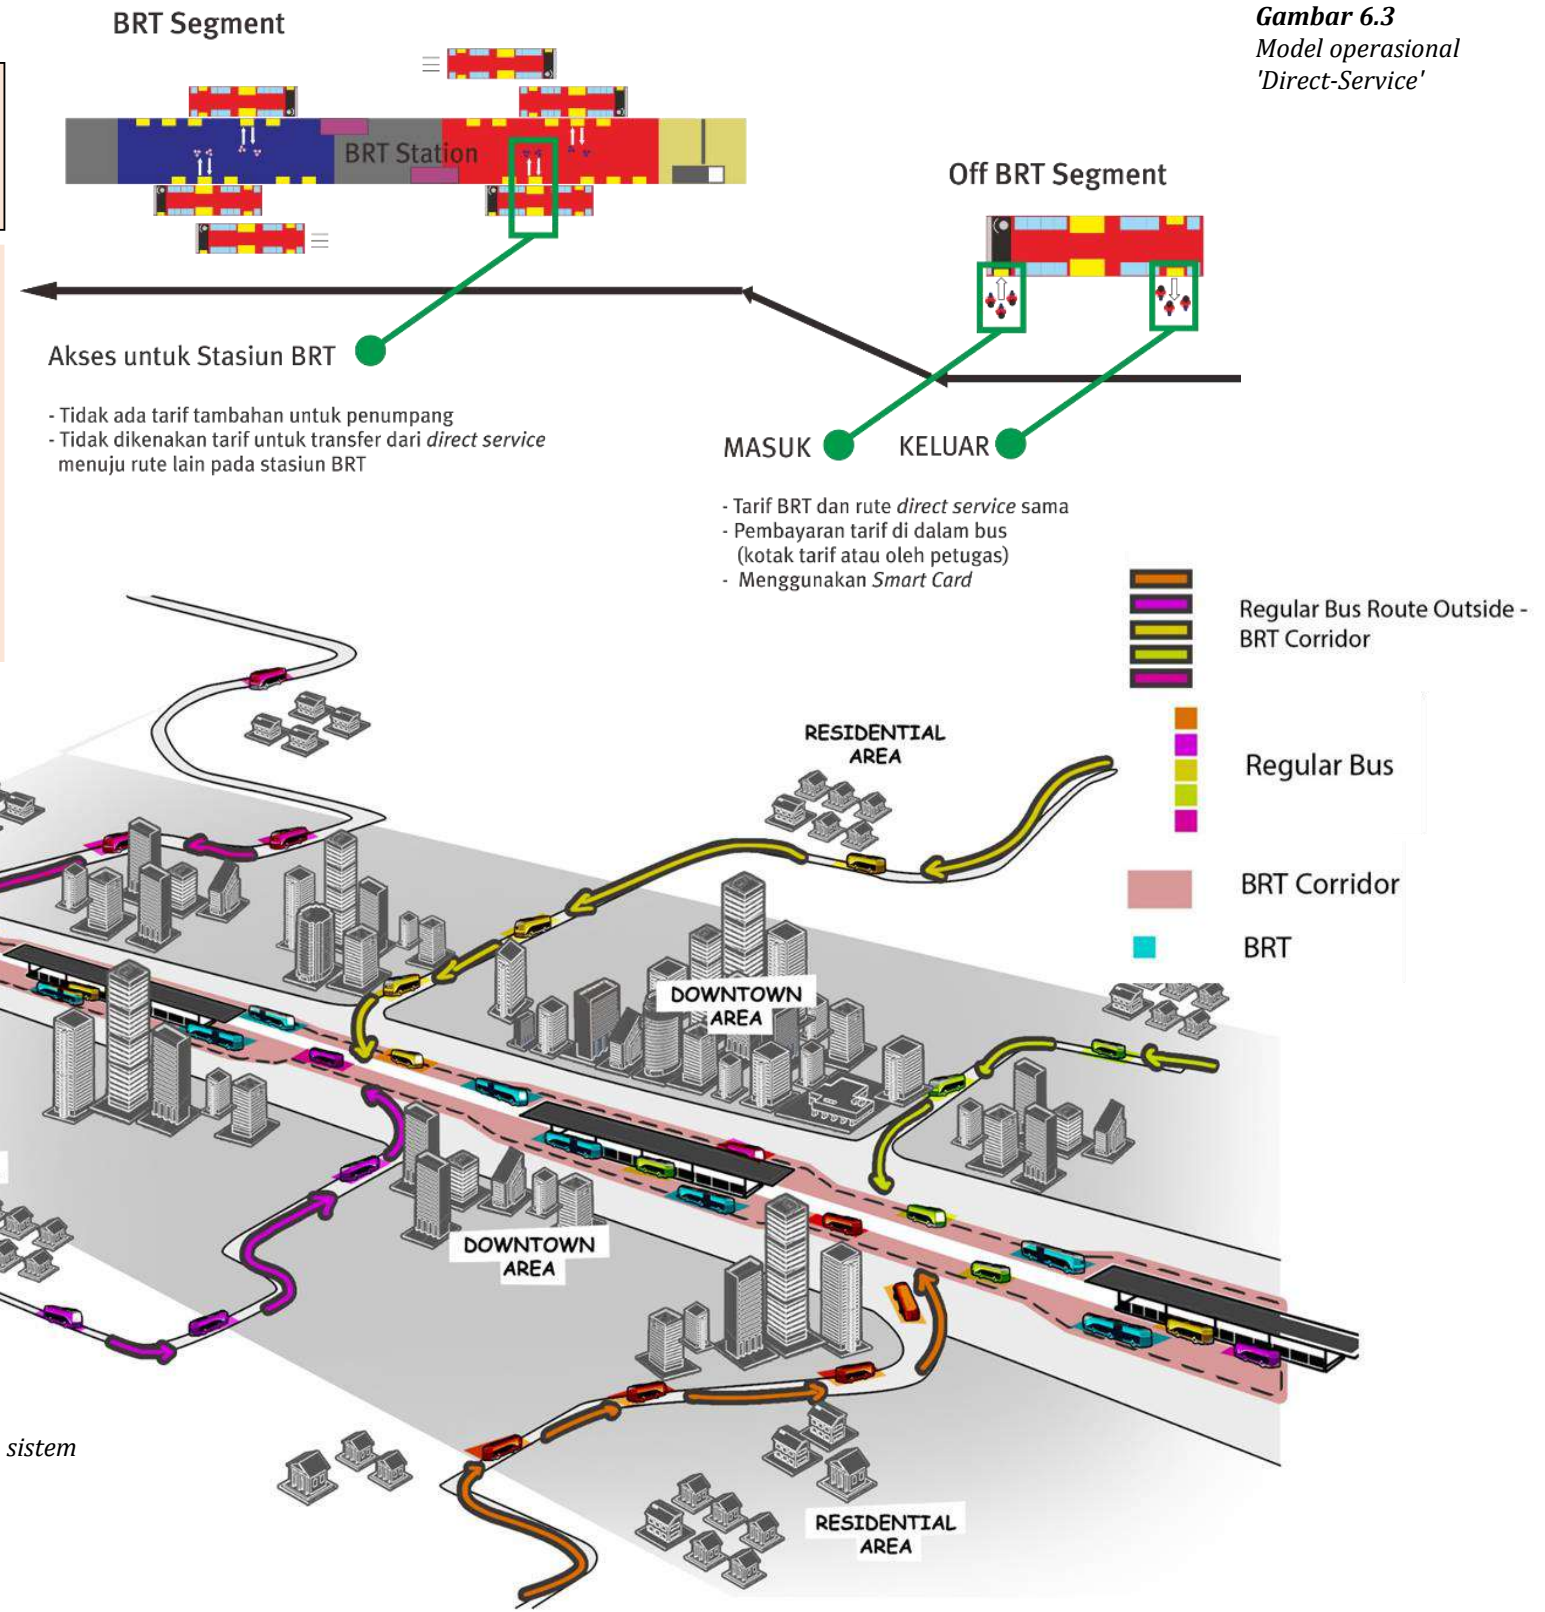 BRT Segment
Gambar 6.3
Model operasional
'Direct-Service'
BRT Station
Off BRT Segment
Akses untuk Stasiun BRT
- Tidak ada tarif tambahan untuk penumpang
- Tidak dikenakan tarif untuk transfer dari direct service
menuju rute lain pada stasiun BRT
MASUK
KELUAR
- Tarif BRT dan rute direct service sama
- Pembayaran tarif di dalam bus
(kotak tarif atau oleh petugas)
- Menggunakan Smart Card
Regular Bus Route Outside -
BRT Corridor
Regular Bus
BRT Corridor
BRT
RESIDENTIAL
AREA
DOWNTOWN
AREA
DOWNTOWN
AREA
RESIDENTIAL
AREA
sistem